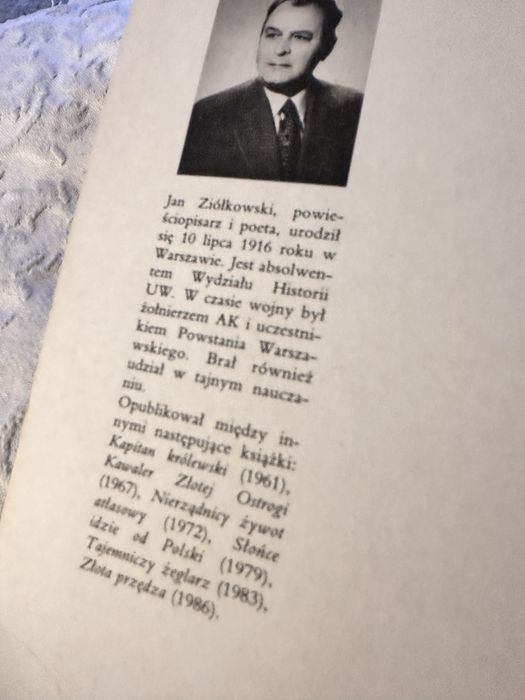 Jan Ziółkowski, powie-
ściopisarz i poeta, urodził
się 10 lipca 1916 roku w
Warszawie. Jest absolwen-
tem Wydziału Historii
UW. W czasie wojny był
żołnierzem AK i uczestni-
kiem Powstania Warsza-
wskiego. Brał również
udział w tajnym naucza-
niu.
Opublikował między in-
nymi następujące książki:
Kapitan królewski (1961),
Kawaler Złotej Ostrogi
(1967), Nierządnicy żywot
atłasowy (1972), Słońce
idzie od Polski (1979),
Tajemniczy żeglarz (1983),
Złota przędza (1986).